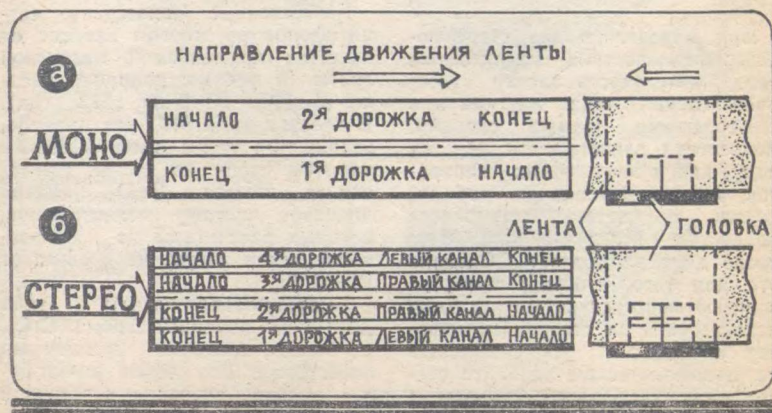 НАПРАВЛЕНИЕ ДВИЖЕНИЯ ЛЕНТЫ
а
МОНО
НАЧАЛО 2Я ДОРОЖКА КОНЕЦ
КОНЕЦ 1Я ДОРОЖКА НАЧАЛО
ЛЕНТА ГОЛОВКА
б
СТЕРЕО
НАЧАЛО 4Я ДОРОЖКА ЛЕВЫЙ КАНАЛ КОНЕЦ
НАЧАЛО 3Я ДОРОЖКА ПРАВЫЙ КАНАЛ КОНЕЦ
КОНЕЦ 2Я ДОРОЖКА ПРАВЫЙ КАНАЛ НАЧАЛО
КОНЕЦ 1Я ДОРОЖКА ЛЕВЫЙ КАНАЛ НАЧАЛО